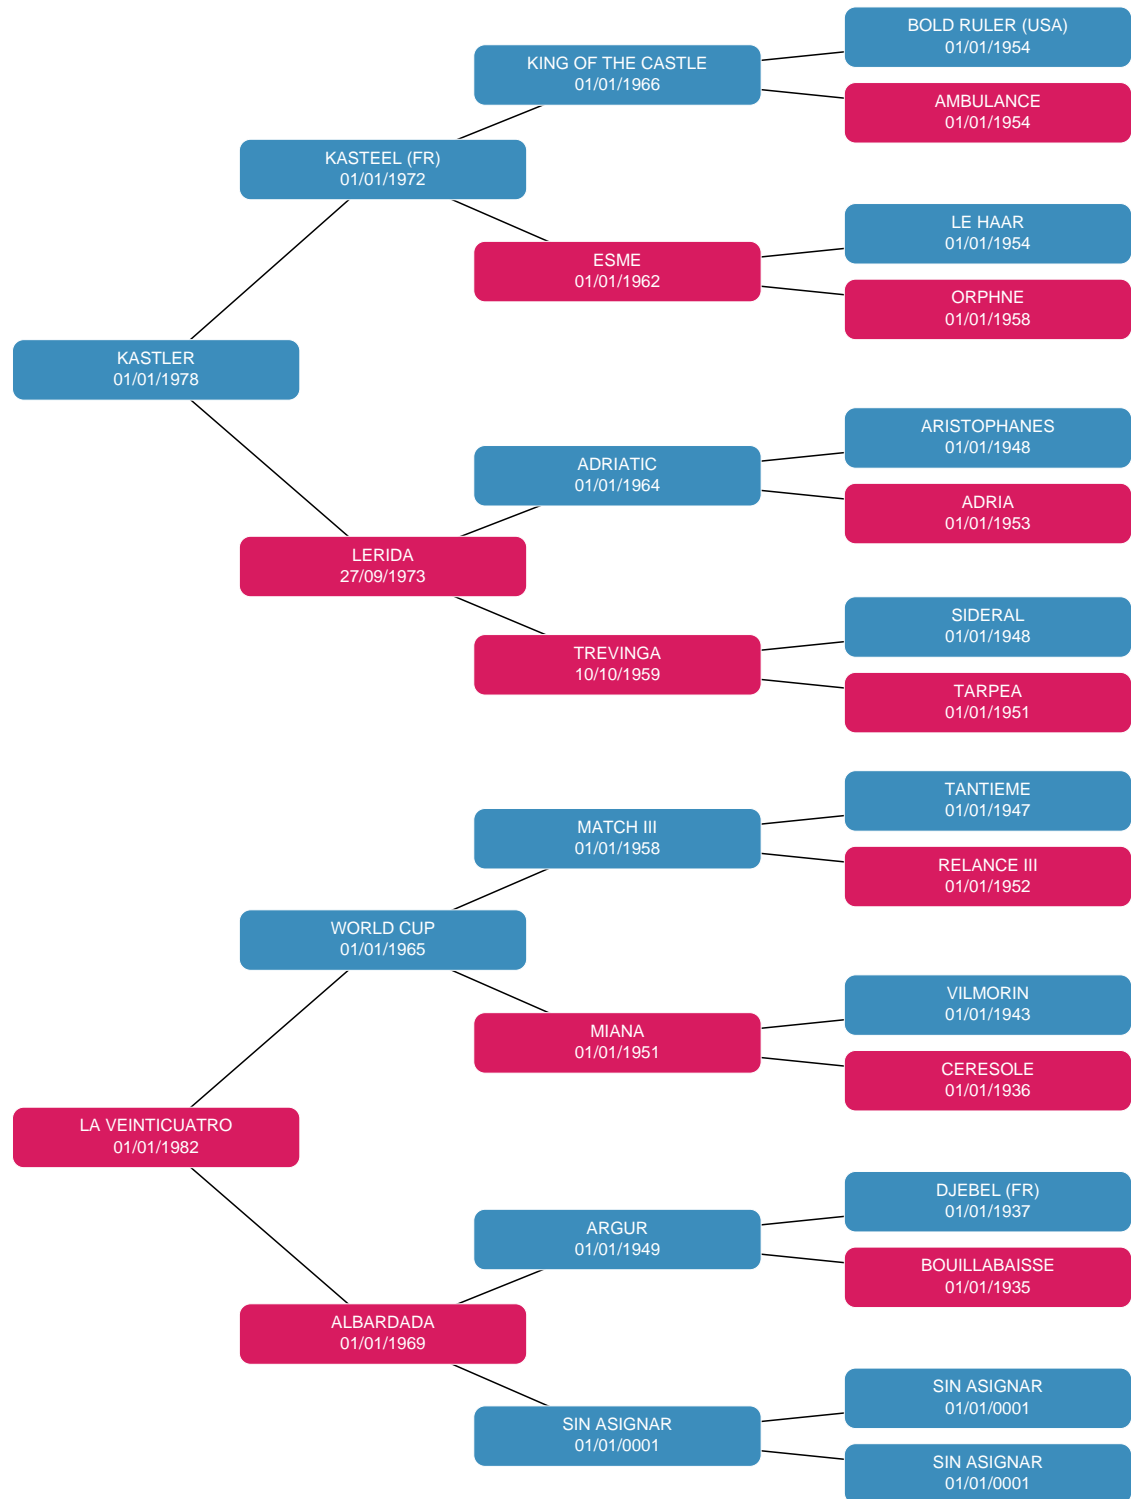 BOLD RULER (USA)
01/01/1954
KING OF THE CASTLE
01/01/1966
AMBULANCE
01/01/1954
KASTEEL (FR)
01/01/1972
LE HAAR
01/01/1954
ESME
01/01/1962
ORPHNE
01/01/1958
KASTLER
01/01/1978
ARISTOPHANES
01/01/1948
ADRIATIC
01/01/1964
ADRIA
01/01/1953
LERIDA
27/09/1973
SIDERAL
01/01/1948
TREVINGA
10/10/1959
TARPEA
01/01/1951
TANTIEME
01/01/1947
MATCH III
01/01/1958
RELANCE III
01/01/1952
WORLD CUP
01/01/1965
VILMORIN
01/01/1943
MIANA
01/01/1951
CERESOLE
01/01/1936
LA VEINTICUATRO
01/01/1982
DJEBEL (FR)
01/01/1937
ARGUR
01/01/1949
BOUILLABAISSE
01/01/1935
ALBARDADA
01/01/1969
SIN ASIGNAR
01/01/0001
SIN ASIGNAR
01/01/0001
SIN ASIGNAR
01/01/0001